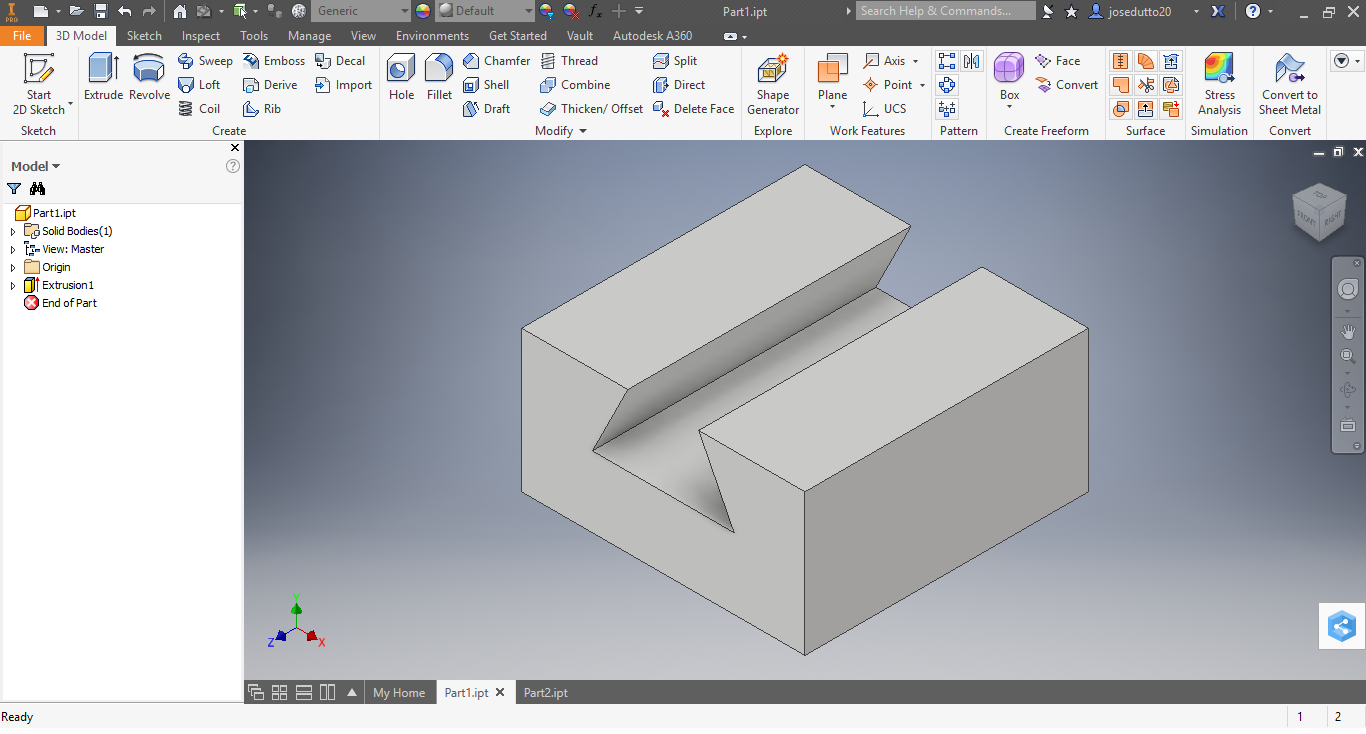 PRO
Generic
Default
fx
Part1.ipt
Search Help & Commands...
josedutto20
File
3D Model
Sketch
Inspect
Tools
Manage
View
Environments
Get Started
Vault
Autodesk A360
Start
2D Sketch
Extrude
Revolve
Sweep
Emboss
Decal
Loft
Derive
Import
Coil
Rib
Hole
Fillet
Chamfer
Thread
Split
Shell
Combine
Direct
Draft
Thicken/ Offset
Delete Face
Shape
Generator
Plane
Axis
Point
UCS
Box
Face
Convert
Stress
Analysis
Convert to
Sheet Metal
Sketch
Create
Modify
Explore
Work Features
Pattern
Create Freeform
Surface
Simulation
Convert
Model
Part1.ipt
Solid Bodies(1)
View: Master
Origin
Extrusion1
End of Part
TOP
FRONT
RIGHT
Y
Z
X
My Home
Part1.ipt
Part2.ipt
Ready
1
2